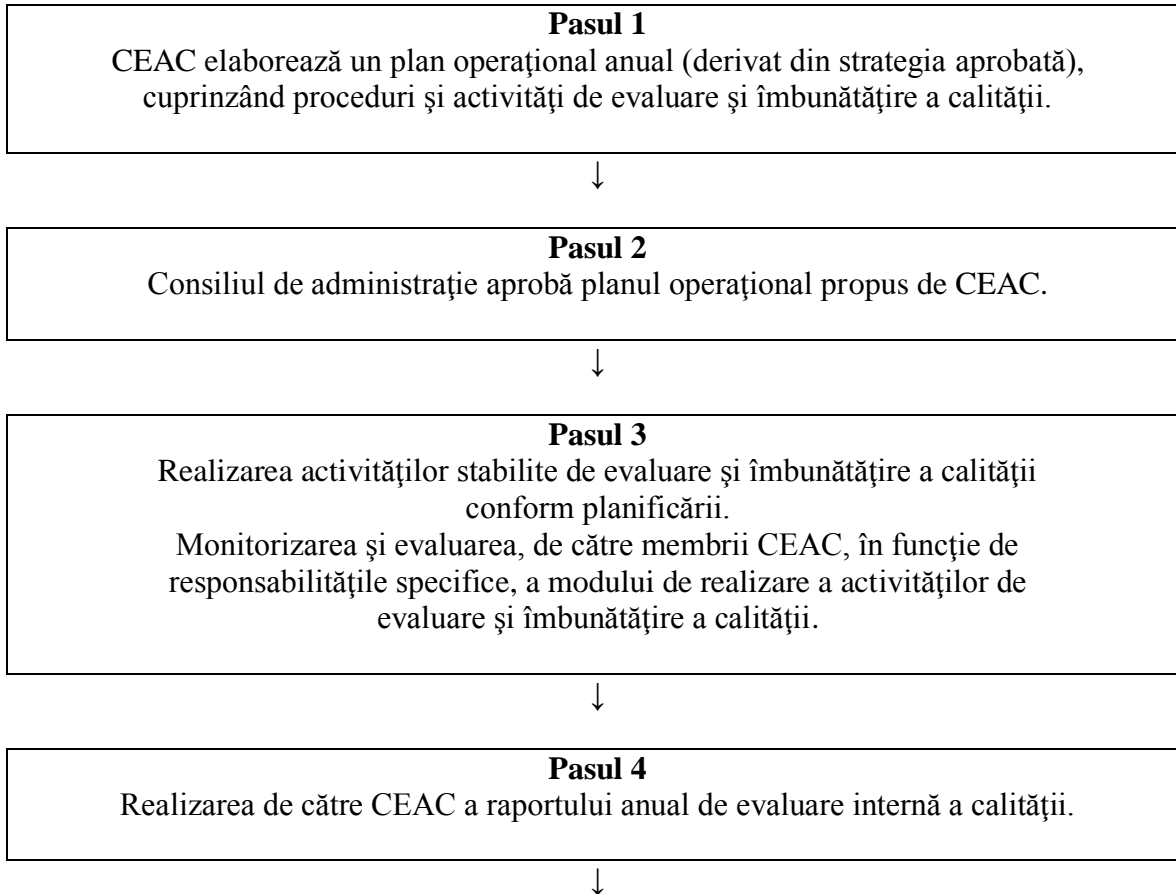 Pasul 1
CEAC elaborează un plan operaţional anual (derivat din strategia aprobată),
cuprinzând proceduri şi activităţi de evaluare şi îmbunătăţire a calităţii.
↓
Pasul 2
Consiliul de administraţie aprobă planul operaţional propus de CEAC.
↓
Pasul 3
Realizarea activităţilor stabilite de evaluare şi îmbunătăţire a calităţii
conform planificării.
Monitorizarea şi evaluarea, de către membrii CEAC, în funcţie de
responsabilităţile specifice, a modului de realizare a activităţilor de
evaluare şi îmbunătăţire a calităţii.
↓
Pasul 4
Realizarea de către CEAC a raportului anual de evaluare internă a calităţii.
↓